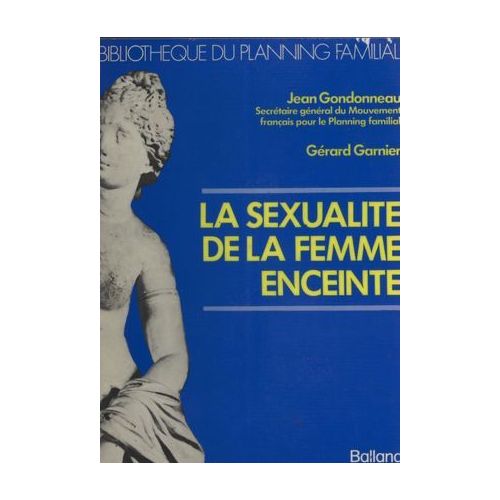 BIBLIOTHEQUE DU PLANNING FAMILIAL
Jean Gondonneau
Secrétaire général du Mouvement
français pour le Planning familial
Gérard Garnier
LA SEXUALITE
DE LA FEMME
ENCEINTE
Balland